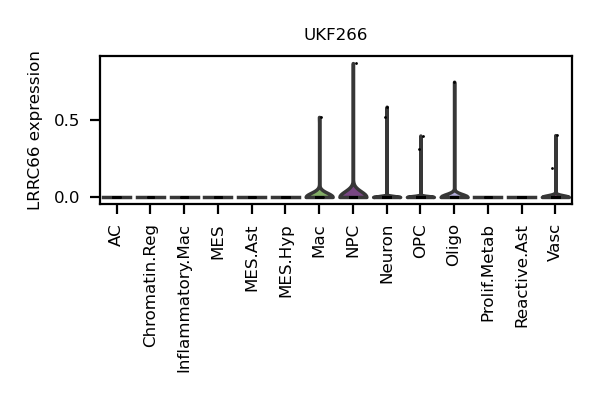 UKF266
LRRC66 expression
0.5
0.0
AC
Chromatin.Reg
Inflammatory.Mac
MES
MES.Ast
MES.Hyp
Mac
NPC
Neuron
OPC
Oligo
Prolif.Metab
Reactive.Ast
Vasc